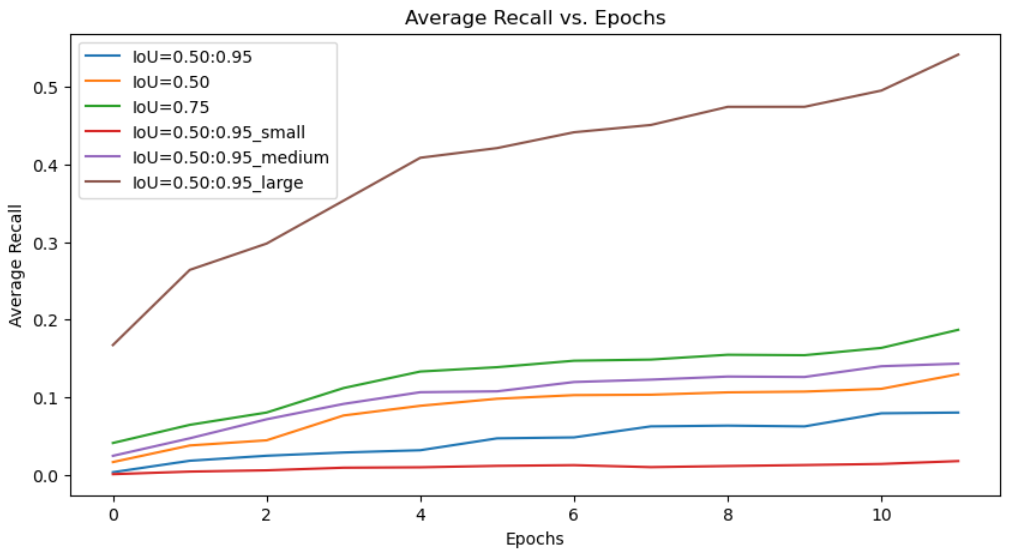 Average Recall vs. Epochs
IoU=0.50:0.95
IoU=0.50
IoU=0.75
IoU=0.50:0.95_small
IoU=0.50:0.95_medium
IoU=0.50:0.95_large
Average Recall
0.5
0.4
0.3
0.2
0.1
0.0
0 2 4 6 8 10
Epochs